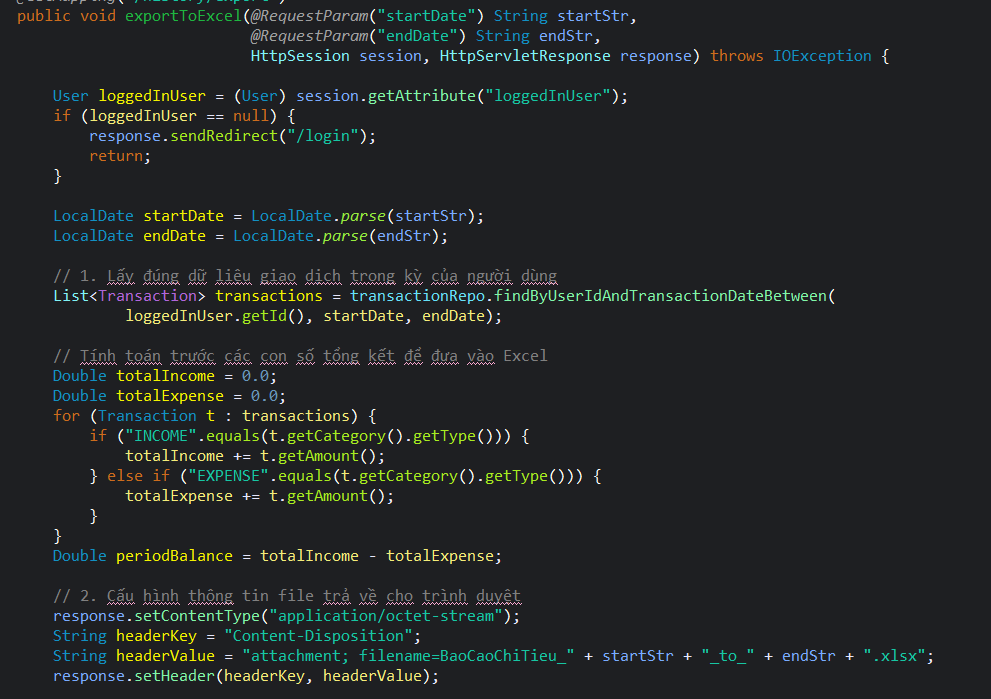 public void exportToExcel(@RequestParam("startDate") String startStr,
@RequestParam("endDate") String endStr,
HttpSession session, HttpServletResponse response) throws IOException {
User loggedInUser = (User) session.getAttribute("loggedInUser");
if (loggedInUser == null) {
response.sendRedirect("/login");
return;
}
LocalDate startDate = LocalDate.parse(startStr);
LocalDate endDate = LocalDate.parse(endStr);
// 1. Lấy đúng dữ liệu giao dịch trong kỳ của người dùng
List<Transaction> transactions = transactionRepo.findByUserIdAndTransactionDateBetween(
loggedInUser.getId(), startDate, endDate);
// Tính toán trước các con số tổng kết để đưa vào Excel
Double totalIncome = 0.0;
Double totalExpense = 0.0;
for (Transaction t : transactions) {
if ("INCOME".equals(t.getCategory().getType())) {
totalIncome += t.getAmount();
} else if ("EXPENSE".equals(t.getCategory().getType())) {
totalExpense += t.getAmount();
}
}
Double periodBalance = totalIncome - totalExpense;
// 2. Cấu hình thông tin file trả về cho trình duyệt
response.setContentType("application/octet-stream");
String headerKey = "Content-Disposition";
String headerValue = "attachment; filename=BaoCaoChiTieu_" + startStr + "_to_" + endStr + ".xlsx";
response.setHeader(headerKey, headerValue);